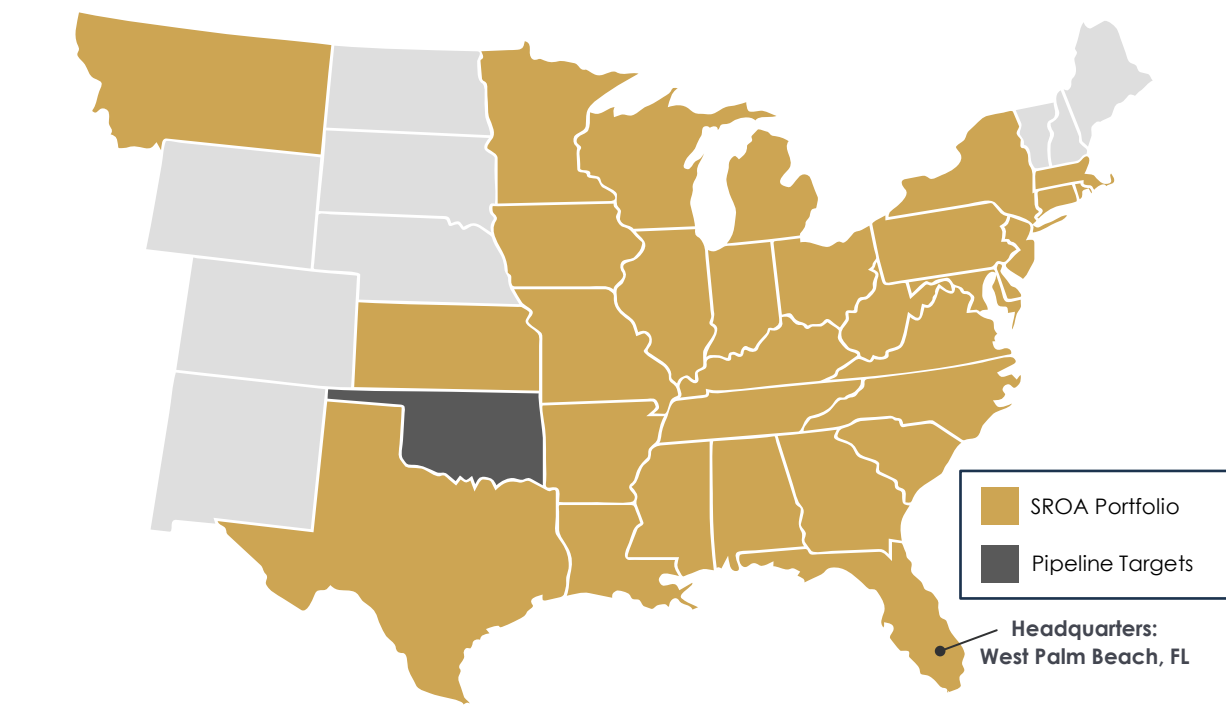 SROA Portfolio
Pipeline Targets
Headquarters:
West Palm Beach, FL